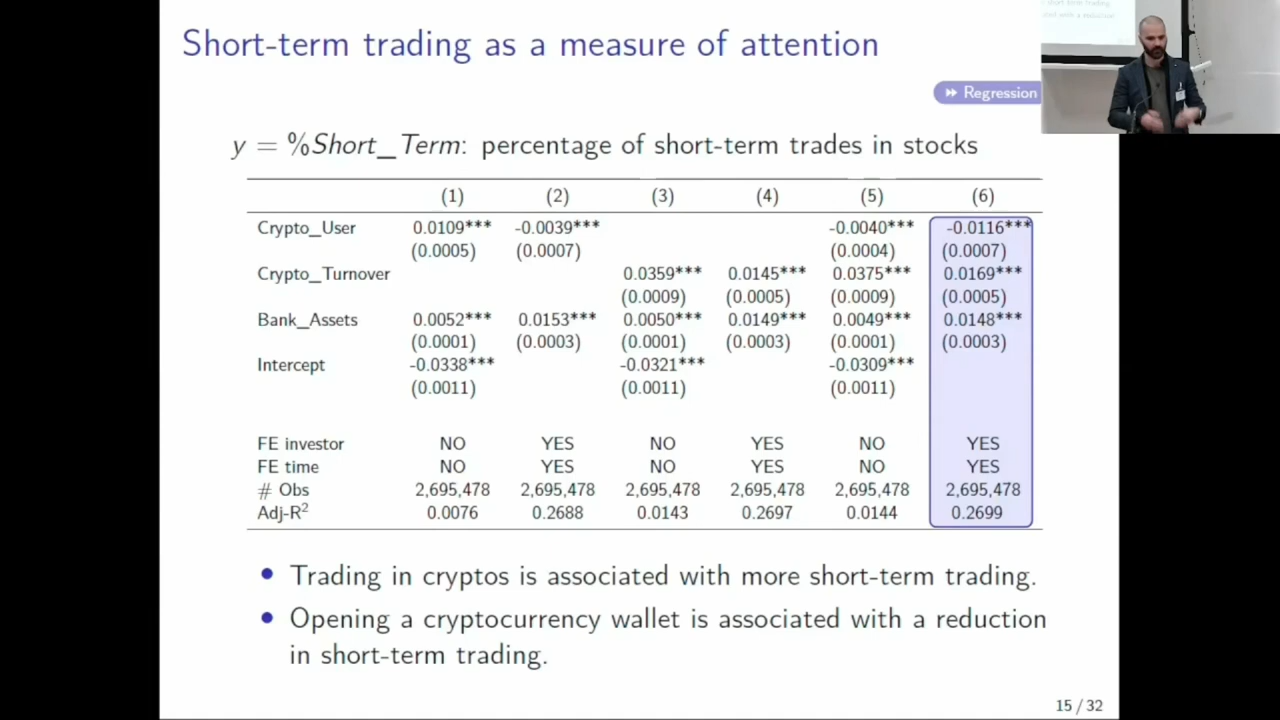 Short-term trading as a measure of attention
Regression
y = %Short_Term: percentage of short-term trades in stocks
(1) (2) (3) (4) (5) (6)
Crypto_User 0.0109*** -0.0039*** -0.0040*** -0.0116***
(0.0005) (0.0007) (0.0004) (0.0007)
Crypto_Turnover 0.0359*** 0.0145*** 0.0375*** 0.0169***
(0.0009) (0.0005) (0.0009) (0.0005)
Bank_Assets 0.0052*** 0.0153*** 0.0050*** 0.0149*** 0.0049*** 0.0148***
(0.0001) (0.0003) (0.0001) (0.0003) (0.0001) (0.0003)
Intercept -0.0338*** -0.0321*** -0.0309***
(0.0011) (0.0011) (0.0011)
FE investor NO YES NO YES NO YES
FE time NO YES NO YES NO YES
# Obs 2,695,478 2,695,478 2,695,478 2,695,478 2,695,478 2,695,478
Adj-R² 0.0076 0.2688 0.0143 0.2697 0.0144 0.2699
• Trading in cryptos is associated with more short-term trading.
• Opening a cryptocurrency wallet is associated with a reduction
in short-term trading.
15 / 32